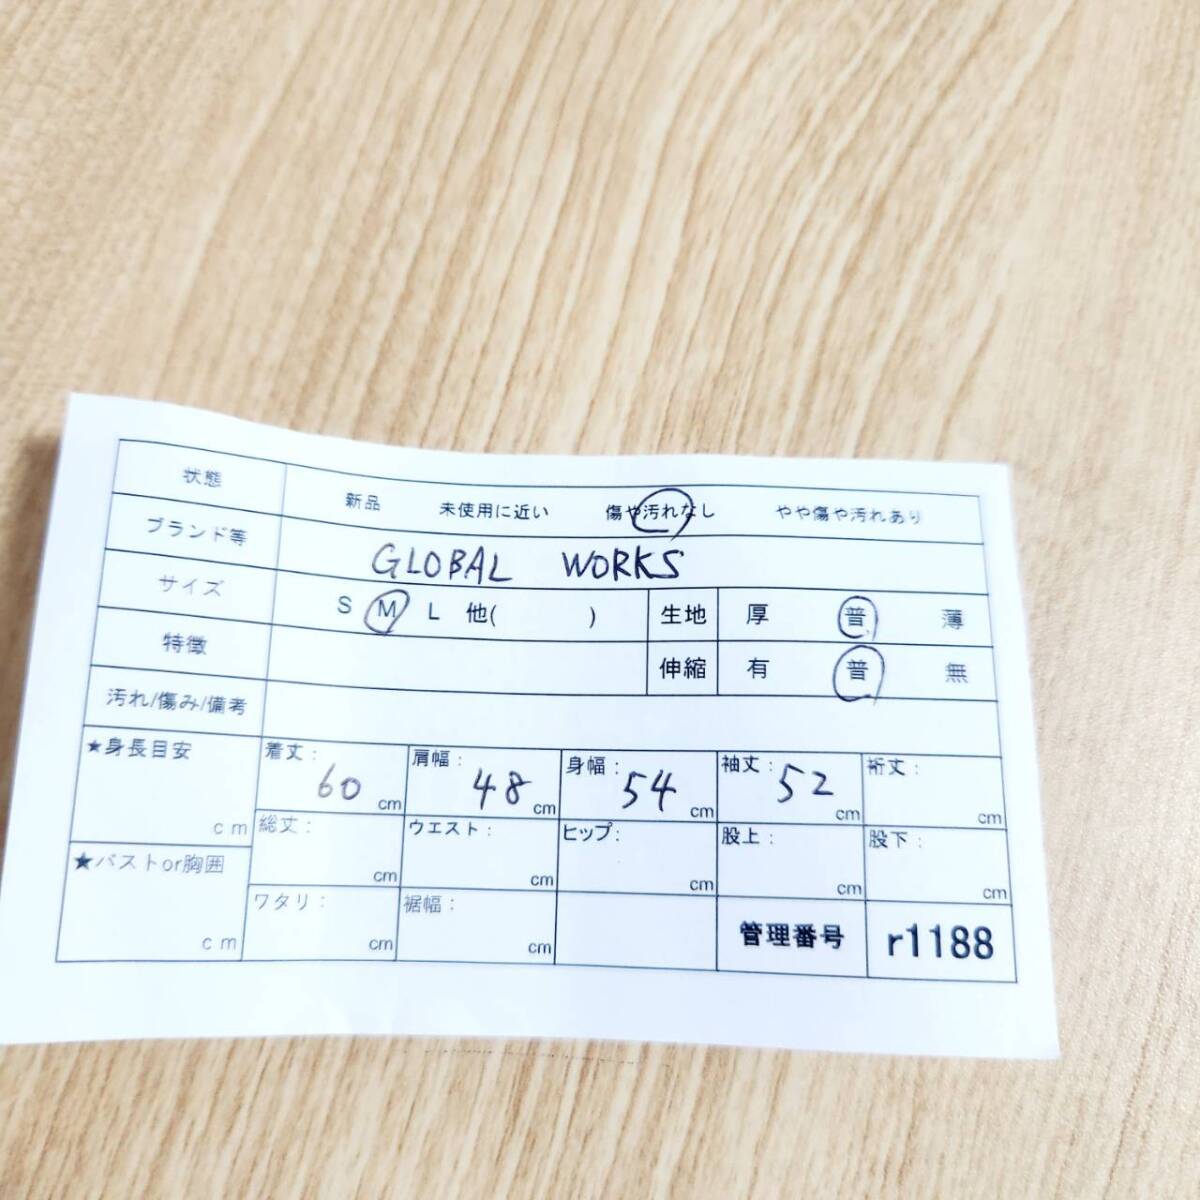 状態 新品 未使用に近い 傷や汚れなし やや傷や汚れあり
ブランド等 GLOBAL WORKS
サイズ S M L 他( ) 生地 厚 普 薄
特徴 伸縮 有 普 無
汚れ/傷み/備考
★身長目安 cm 着丈: 60 cm 肩幅: 48 cm 身幅: 54 cm 袖丈: 52 cm 裄丈: cm
総丈: cm ウエスト: cm ヒップ: cm 股上: cm 股下: cm
★バストor胸囲 cm ワタリ: cm 裾幅: cm 管理番号 r1188